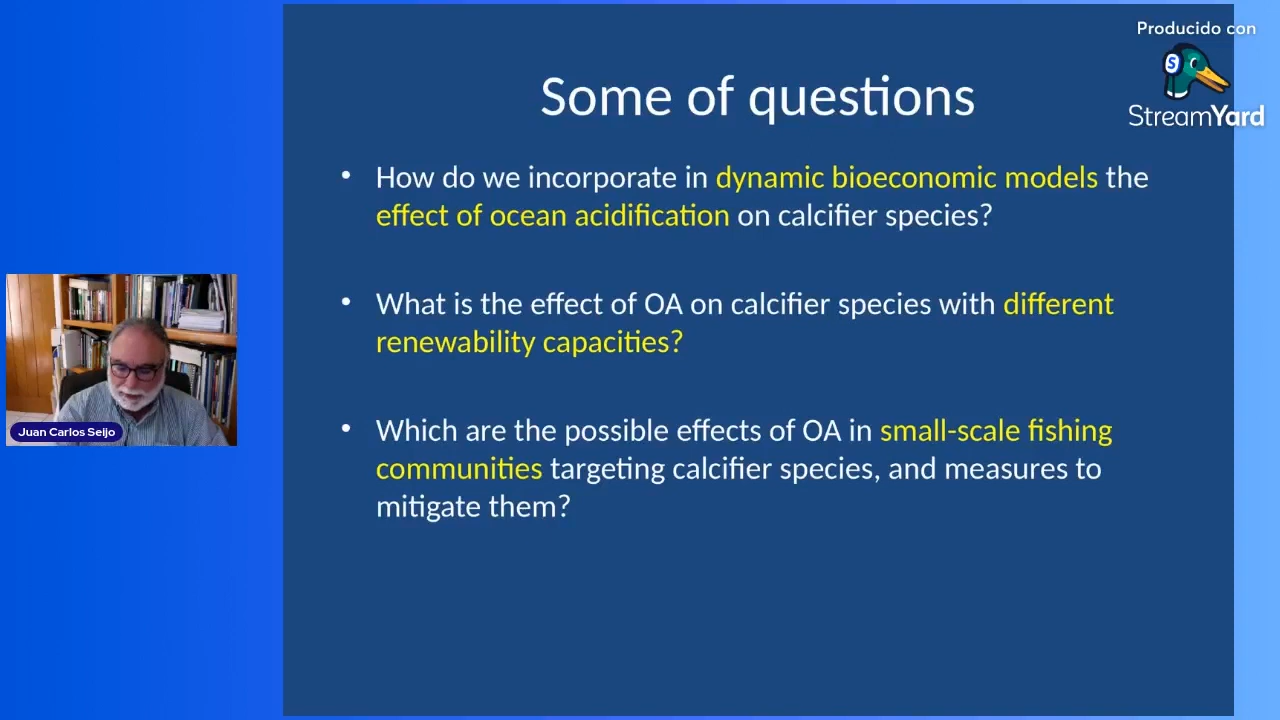 Producido con
StreamYard
Some of questions
• How do we incorporate in dynamic bioeconomic models the
effect of ocean acidification on calcifier species?
• What is the effect of OA on calcifier species with different
renewability capacities?
• Which are the possible effects of OA in small-scale fishing
communities targeting calcifier species, and measures to
mitigate them?
Juan Carlos Seijo